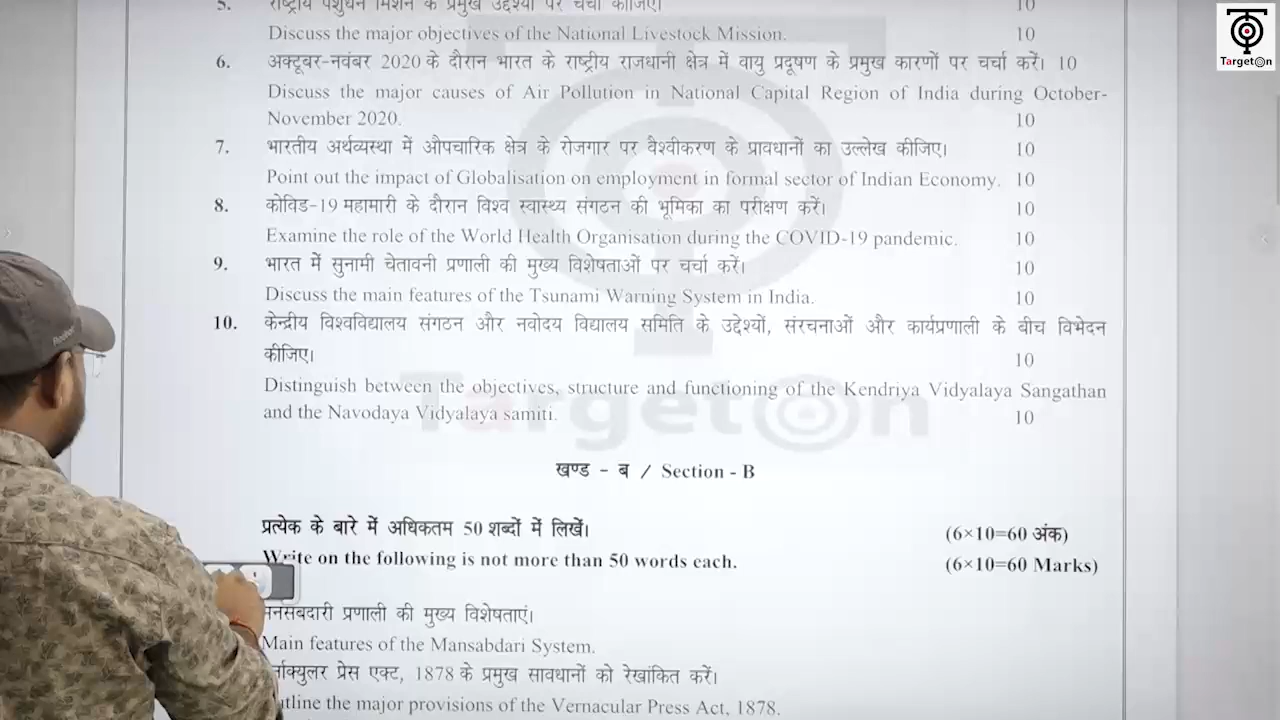 5. राष्ट्रीय पशुधन मिशन के प्रमुख उद्देश्यों पर चर्चा कीजिए। 10
Discuss the major objectives of the National Livestock Mission. 10
6. अक्टूबर-नवंबर 2020 के दौरान भारत के राष्ट्रीय राजधानी क्षेत्र में वायु प्रदूषण के प्रमुख कारणों पर चर्चा करें। 10
Discuss the major causes of Air Pollution in National Capital Region of India during October-
November 2020. 10
7. भारतीय अर्थव्यस्था में औपचारिक क्षेत्र के रोजगार पर वैश्वीकरण के प्रावधानों का उल्लेख कीजिए। 10
Point out the impact of Globalisation on employment in formal sector of Indian Economy. 10
8. कोविड-19 महामारी के दौरान विश्व स्वास्थ्य संगठन की भूमिका का परीक्षण करें। 10
Examine the role of the World Health Organisation during the COVID-19 pandemic. 10
9. भारत में सुनामी चेतावनी प्रणाली की मुख्य विशेषताओं पर चर्चा करें। 10
Discuss the main features of the Tsunami Warning System in India. 10
10. केन्द्रीय विश्वविद्यालय संगठन और नवोदय विद्यालय समिति के उद्देश्यों, संरचनाओं और कार्यप्रणाली के बीच विभेदन
कीजिए। 10
Distinguish between the objectives, structure and functioning of the Kendriya Vidyalaya Sangathan
and the Navodaya Vidyalaya samiti. 10
खण्ड - ब / Section - B
प्रत्येक के बारे में अधिकतम 50 शब्दों में लिखें। (6×10=60 अंक)
Write on the following is not more than 50 words each. (6×10=60 Marks)
मनसबदारी प्रणाली की मुख्य विशेषताएं।
Main features of the Mansabdari System.
प्रेस एक्ट, 1878 के प्रमुख सावधानों को रेखांकित करें।
the major provisions of the Vernacular Press Act, 1878.
TargetOn
TargetOn
Reebok